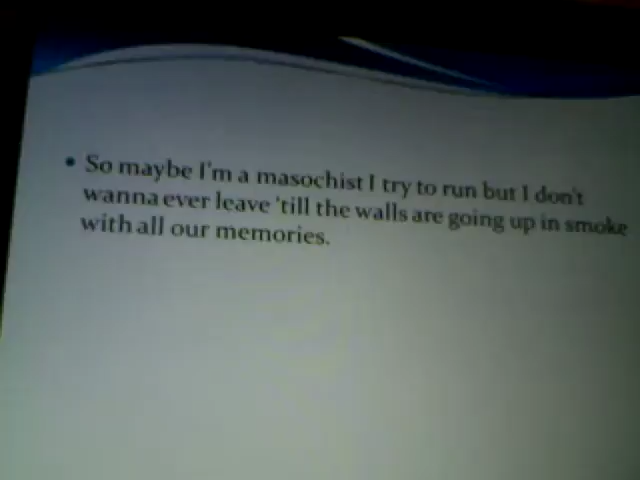 • So maybe I'm a masochist I try to run but I don't
wanna ever leave 'till the walls are going up in smoke
with all our memories.